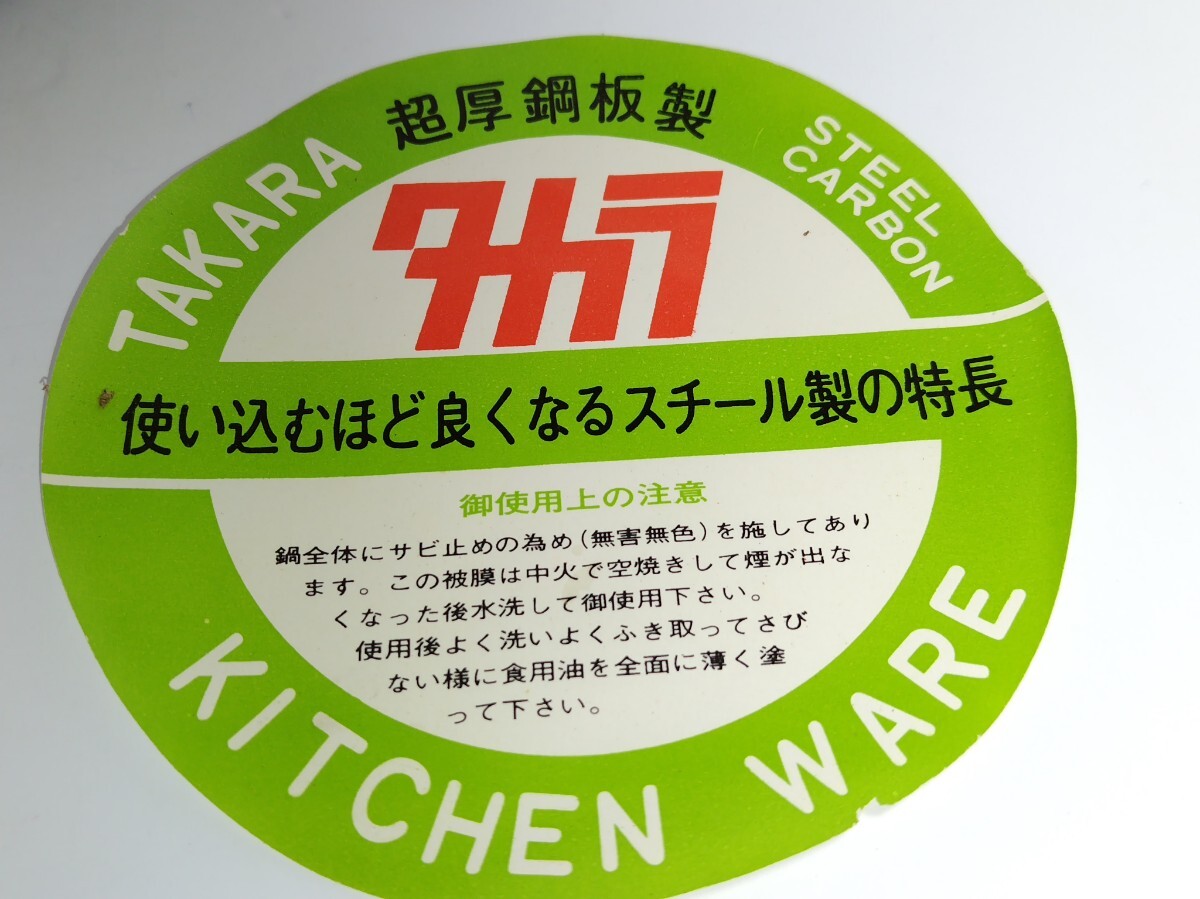 超厚鋼板製
TAKARA
STEEL
CARBON
タカラ
使い込むほど良くなるスチール製の特長
御使用上の注意
鍋全体にサビ止めの為め(無害無色)を施してあり
ます。この被膜は中火で空焼きして煙が出な
くなった後水洗して御使用下さい。
使用後よく洗いよくふき取ってさび
ない様に食用油を全面に薄く塗
って下さい。
KITCHEN WARE